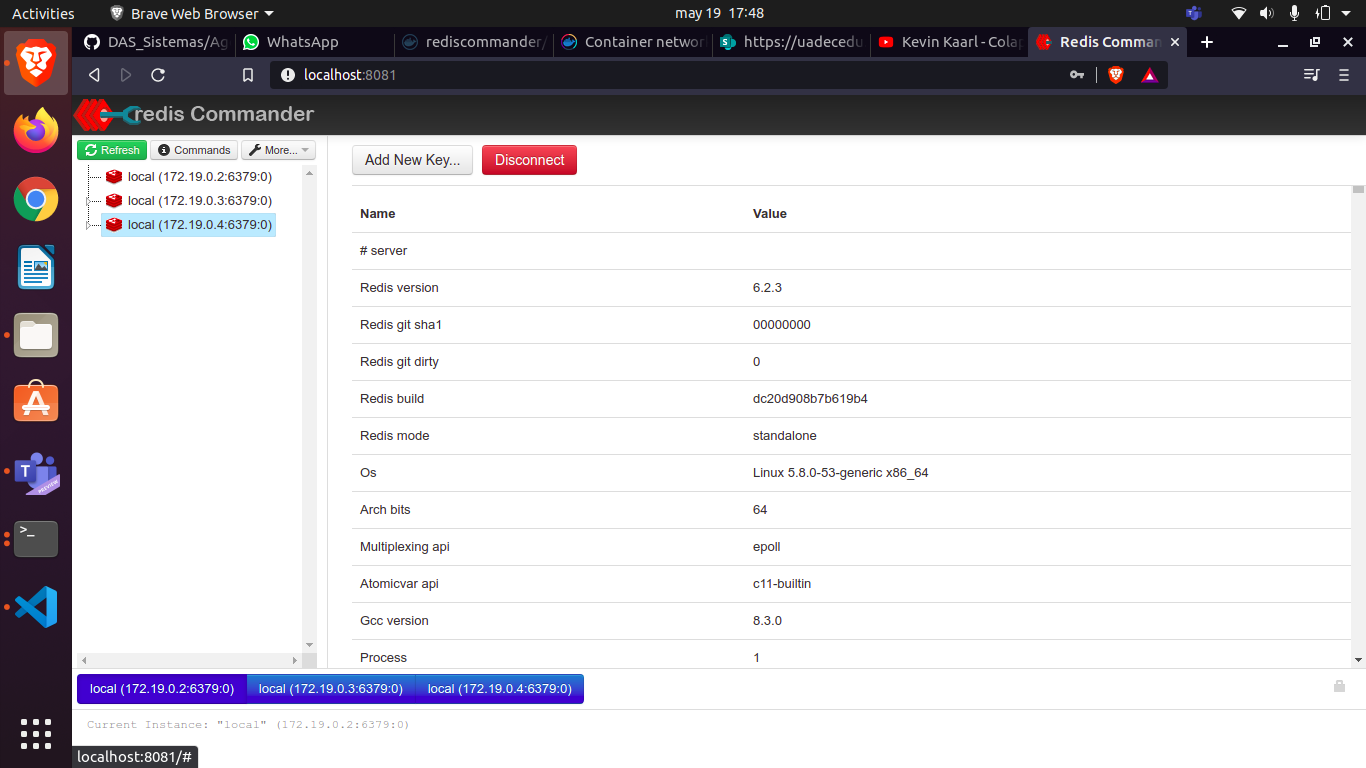 Activities
Brave Web Browser
may 19 17:48
DAS_Sistemas/Ag
WhatsApp
rediscommander/
Container networ
https://uadecedu
Kevin Kaarl - Cola
Redis Comman
localhost:8081
redis Commander
Refresh
Commands
More...
Add New Key...
Disconnect
local (172.19.0.2:6379:0)
local (172.19.0.3:6379:0)
local (172.19.0.4:6379:0)
Name Value
# server
Redis version 6.2.3
Redis git sha1 00000000
Redis git dirty 0
Redis build dc20d908b7b619b4
Redis mode standalone
Os Linux 5.8.0-53-generic x86_64
Arch bits 64
Multiplexing api epoll
Atomicvar api c11-builtin
Gcc version 8.3.0
Process 1
local (172.19.0.2:6379:0) local (172.19.0.3:6379:0) local (172.19.0.4:6379:0)
Current Instance: "local" (172.19.0.2:6379:0)
localhost:8081/#